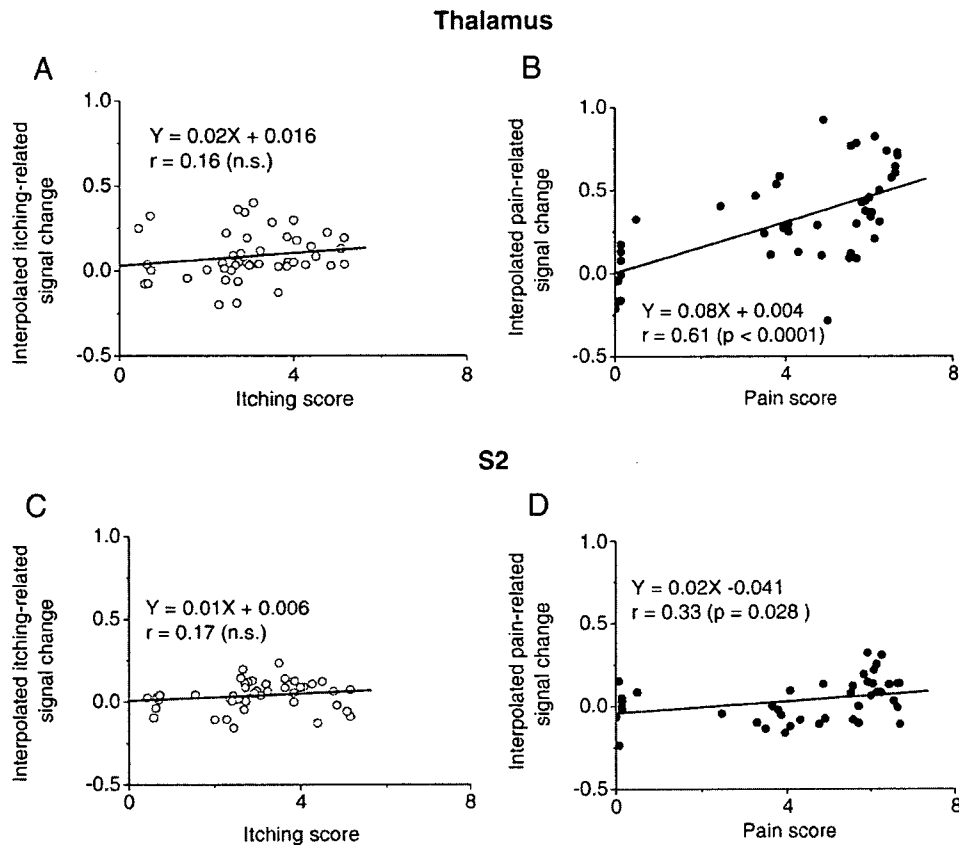 Thalamus
A
Interpolated itching-related
signal change
1.0
0.5
0.0
-0.5
Y = 0.02X + 0.016
r = 0.16 (n.s.)
0
4
8
Itching score
B
Interpolated pain-related
signal change
1.0
0.5
0.0
-0.5
Y = 0.08X + 0.004
r = 0.61 (p < 0.0001)
0
4
8
Pain score
S2
C
Interpolated itching-related
signal change
1.0
0.5
0.0
-0.5
Y = 0.01X + 0.006
r = 0.17 (n.s.)
0
4
8
Itching score
D
Interpolated pain-related
signal change
1.0
0.5
0.0
-0.5
Y = 0.02X -0.041
r = 0.33 (p = 0.028 )
0
4
8
Pain score